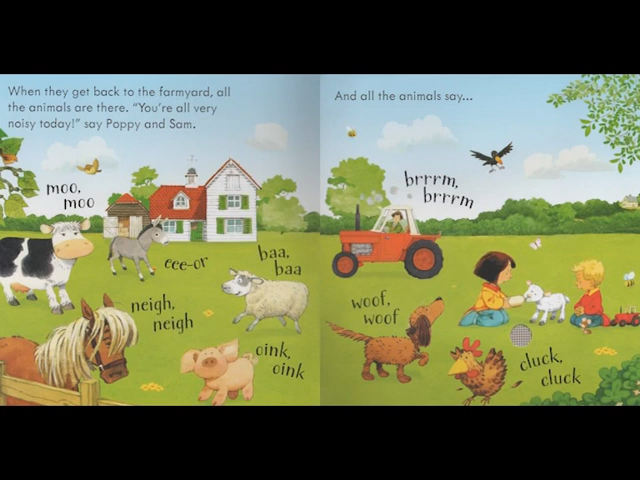 When they get back to the farmyard, all
the animals are there. “You’re all very
noisy today!” say Poppy and Sam.
moo,
moo
eee-or
baa,
baa
neigh,
neigh
oink,
oink
And all the animals say...
brrrm,
brrrm
woof,
woof
cluck,
cluck